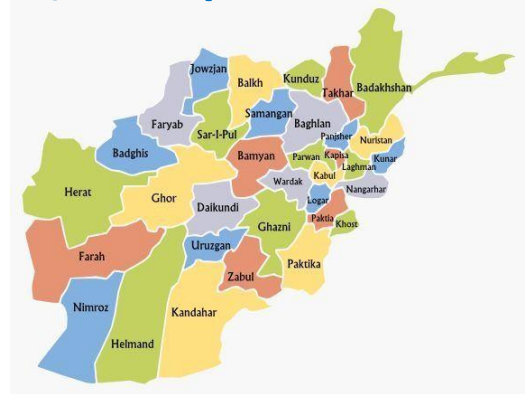 Jowzjan
Balkh
Kunduz
Takhar
Badakhshan
Faryab
Sar-I-Pul
Samangan
Baghlan
Panjsher
Nuristan
Badghis
Bamyan
Parwan
Kapisa
Laghman
Kunar
Herat
Ghor
Wardak
Kabul
Nangarhar
Daikundi
Logar
Ghazni
Paktia
Khost
Farah
Uruzgan
Zabul
Paktika
Nimroz
Kandahar
Helmand